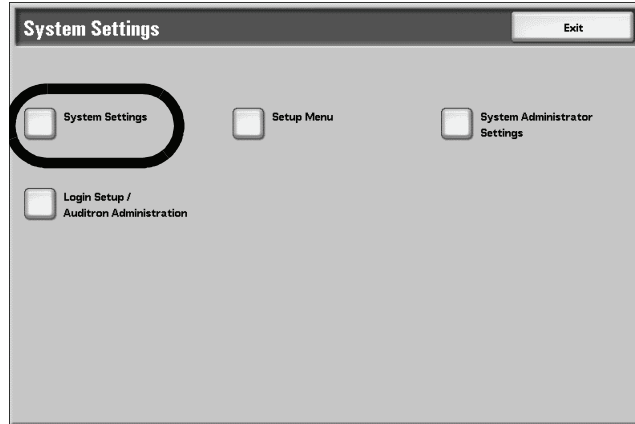 System Settings
Exit
System Settings
Setup Menu
System Administrator
Settings
Login Setup /
Auditron Administration